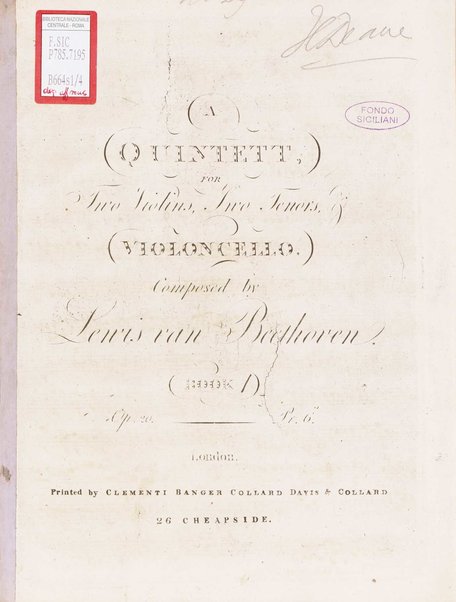 BIBLIOTECA NAZIONALE
CENTRALE - ROMA
F.SIC
P785.7195
B664s1/4
FONDO
SICILIANI
A
QUINTETT,
FOR
Two Violins, Two Tenors, &
VIOLONCELLO.
Composed by
Lewis van Beethoven.
BOOK 1
Op. 20. Pr. 6s
LONDON.
Printed by CLEMENTI BANGER COLLARD DAVIS & COLLARD
26 CHEAPSIDE.